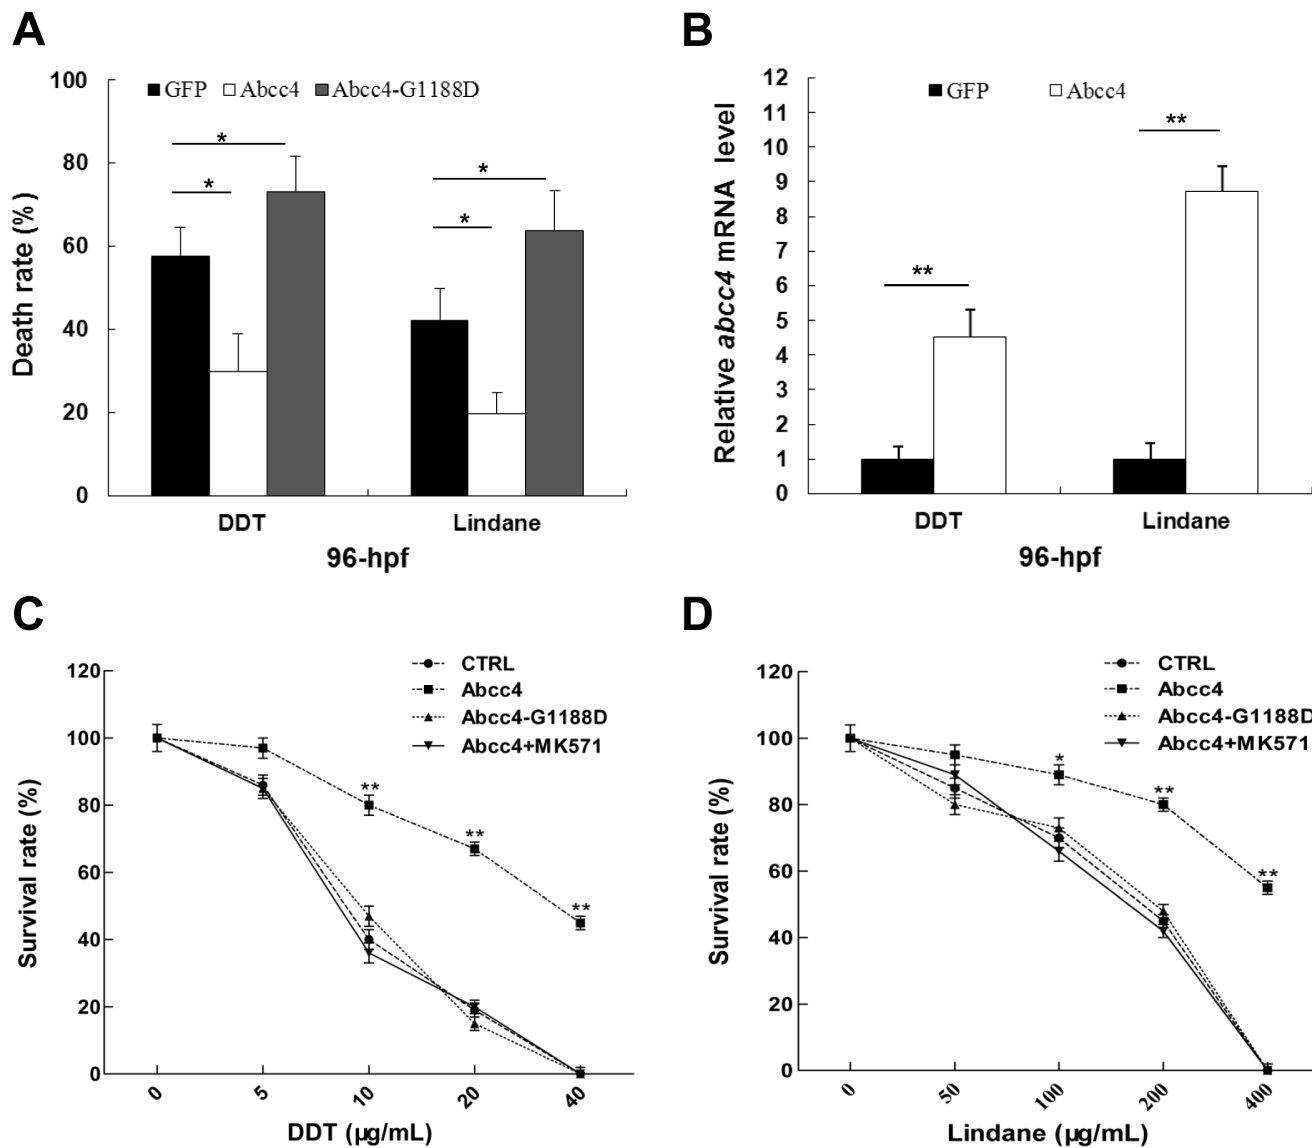 A
Death rate (%)
100
80
60
40
20
0
GFP Abcc4 Abcc4-G1188D
*
*
*
*
DDT Lindane
96-hpf
B
Relative abcc4 mRNA level
12
11
10
9
8
7
6
5
4
3
2
1
0
GFP Abcc4
**
**
DDT Lindane
96-hpf
C
Survival rate (%)
120
100
80
60
40
20
0
CTRL
Abcc4
Abcc4-G1188D
Abcc4+MK571
**
**
**
0 5 10 20 40
DDT (µg/mL)
D
Survival rate (%)
120
100
80
60
40
20
0
CTRL
Abcc4
Abcc4-G1188D
Abcc4+MK571
*
**
**
0 50 100 200 400
Lindane (µg/mL)